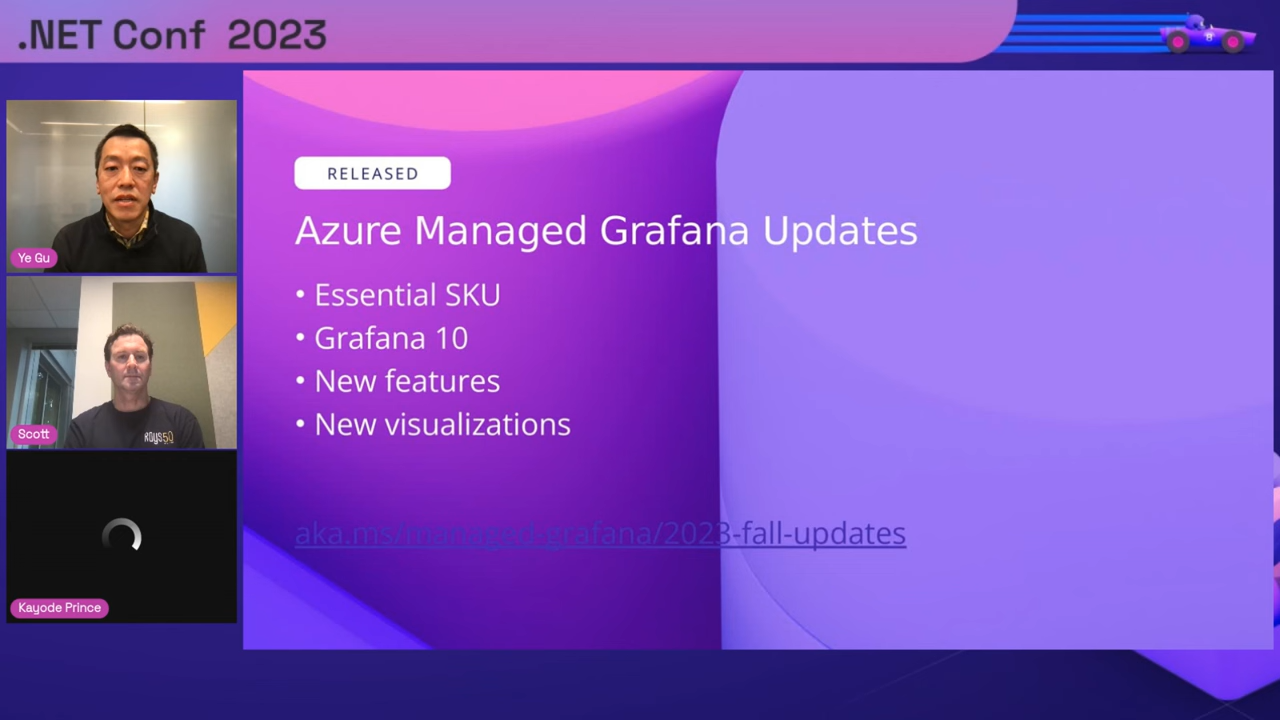 .NET Conf 2023
Ye Gu
Scott
Kayode Prince
RELEASED
Azure Managed Grafana Updates
• Essential SKU
• Grafana 10
• New features
• New visualizations
aka.ms/managed-grafana/2023-fall-updates